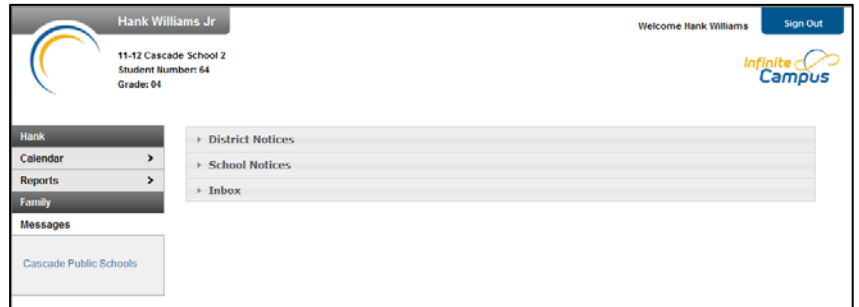 Hank Williams Jr
Welcome Hank Williams
Sign Out
11-12 Cascade School 2
Student Number: 64
Grade: 04
Infinite
Campus
Hank
Calendar >
Reports >
Family
Messages
Cascade Public Schools
District Notices
School Notices
Inbox